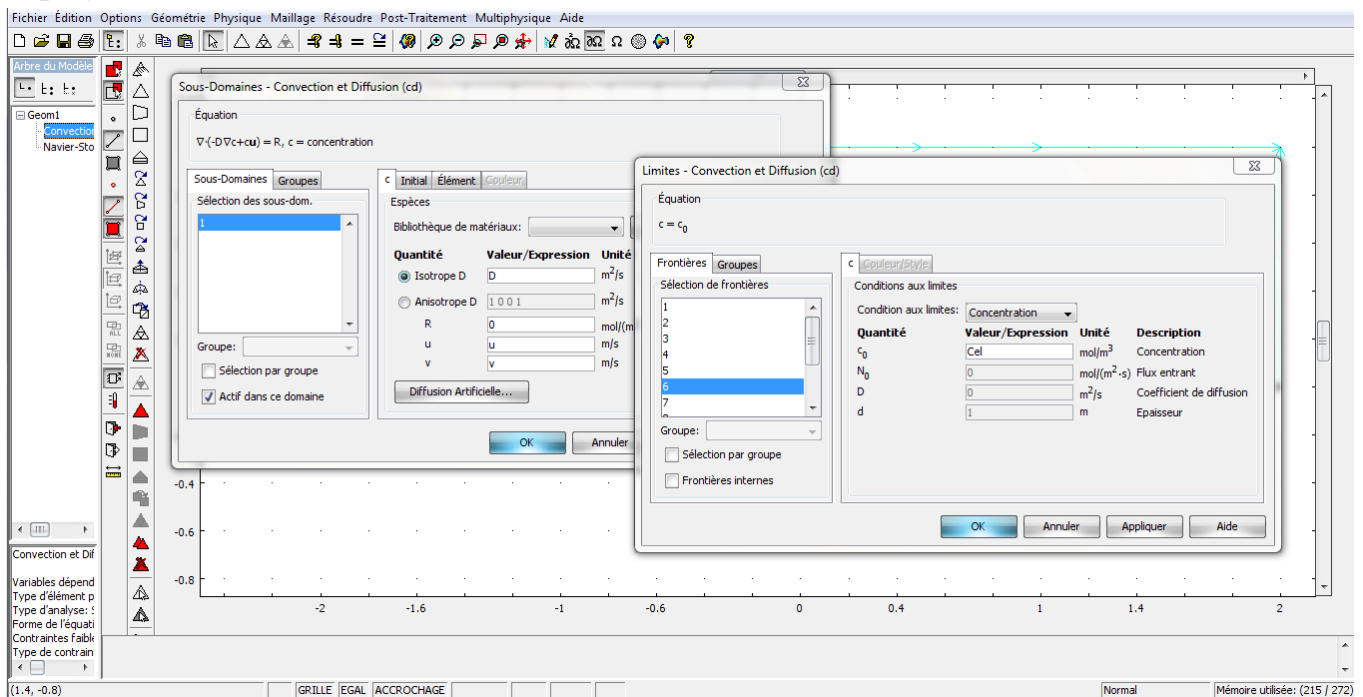 Fichier Édition Options Géométrie Physique Maillage Résoudre Post-Traitement Multiphysique Aide
Arbre du Modèle
Geom1
Convection
Navier-Sto
Sous-Domaines - Convection et Diffusion (cd)
Équation
∇·(-D∇c+cu) = R, c = concentration
Sous-Domaines Groupes
Sélection des sous-dom.
1
Groupe:
Sélection par groupe
Actif dans ce domaine
c Initial Élément Couleur
Espèces
Bibliothèque de matériaux:
Quantité Valeur/Expression Unité
Isotrope D D m²/s
Anisotrope D 1 0 0 1 m²/s
R 0 mol/(m
u u m/s
v v m/s
Diffusion Artificielle...
OK Annuler
Limites - Convection et Diffusion (cd)
Équation
c = c₀
Frontières Groupes
Sélection de frontières
1
2
3
4
5
6
7
Groupe:
Sélection par groupe
Frontières internes
c Couleur/Style
Conditions aux limites
Condition aux limites: Concentration
Quantité Valeur/Expression Unité Description
c₀ Cel mol/m³ Concentration
N₀ 0 mol/(m²·s) Flux entrant
D 0 m²/s Coefficient de diffusion
d 1 m Epaisseur
OK Annuler Appliquer Aide
-0.4
-0.6
-0.8
-2 -1.6 -1 -0.6 0 0.4 1 1.4 2
Convection et Dif
Variables dépend
Type d'élément p
Type d'analyse: S
Forme de l'équati
Contraintes faible
Type de contrain
(1.4, -0.8) GRILLE EGAL ACCROCHAGE Normal Mémoire utilisée: (215 / 272)